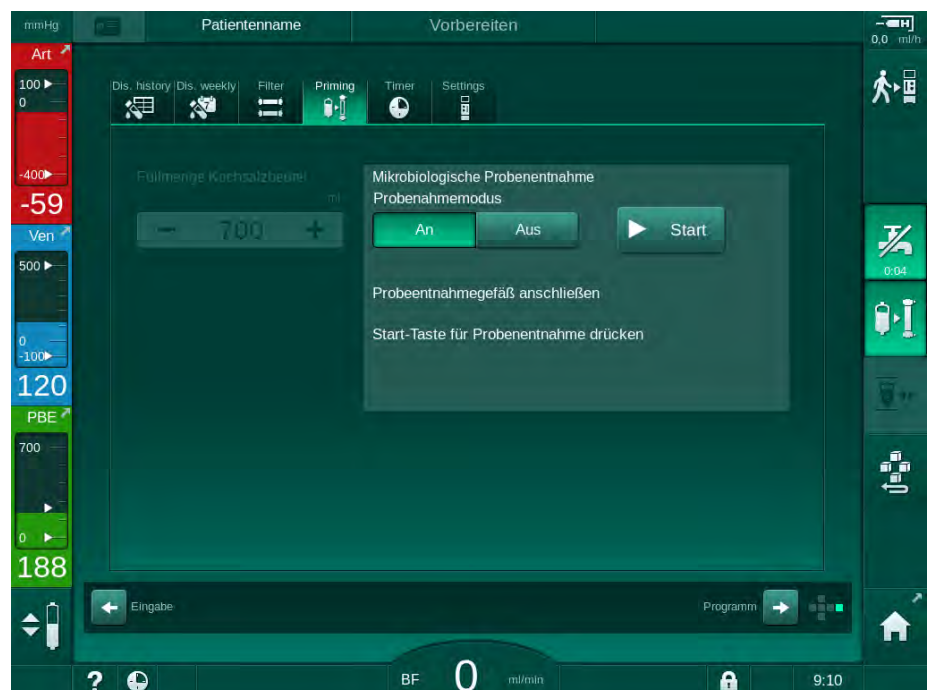 mmHg
Patientenname
Vorbereiten
0,0 ml/h
Art
100
0
-400
-59
Ven
500
0
-100
120
PBE
700
0
188
Dis. history Dis. weekly Filter Priming Timer Settings
Füllmenge Kochsalzbeutel
ml
− 700 +
Mikrobiologische Probenentnahme
Probenahmemodus
An Aus Start
Probeentnahmegefäß anschließen
Start-Taste für Probenentnahme drücken
0:04
Eingabe
Programm
? BF 0 ml/min 9:10